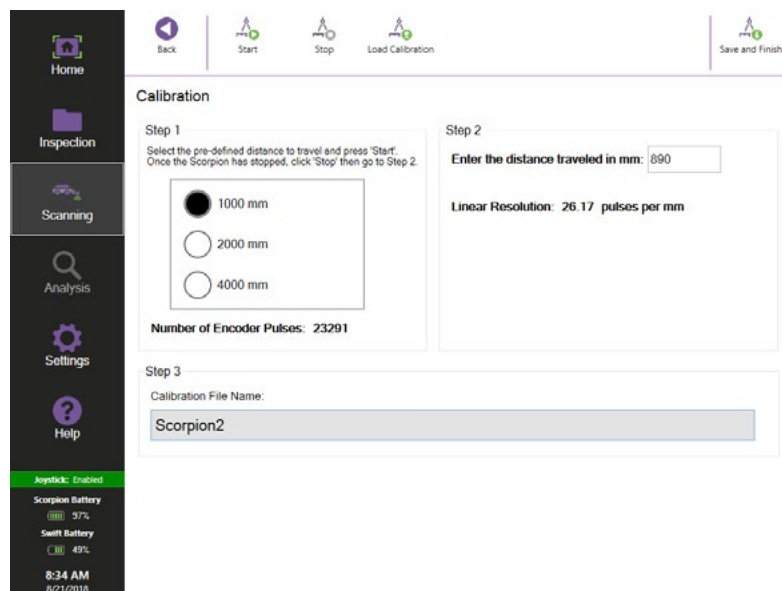 Home
Inspection
Scanning
Analysis
Settings
Help
Joystick: Enabled
Scorpion Battery
97%
Swift Battery
49%
8:34 AM
8/21/2018
Back
Start
Stop
Load Calibration
Save and Finish
Calibration
Step 1
Select the pre-defined distance to travel and press 'Start'.
Once the Scorpion has stopped, click 'Stop' then go to Step 2.
1000 mm
2000 mm
4000 mm
Number of Encoder Pulses: 23291
Step 2
Enter the distance traveled in mm: 890
Linear Resolution: 26.17 pulses per mm
Step 3
Calibration File Name:
Scorpion2